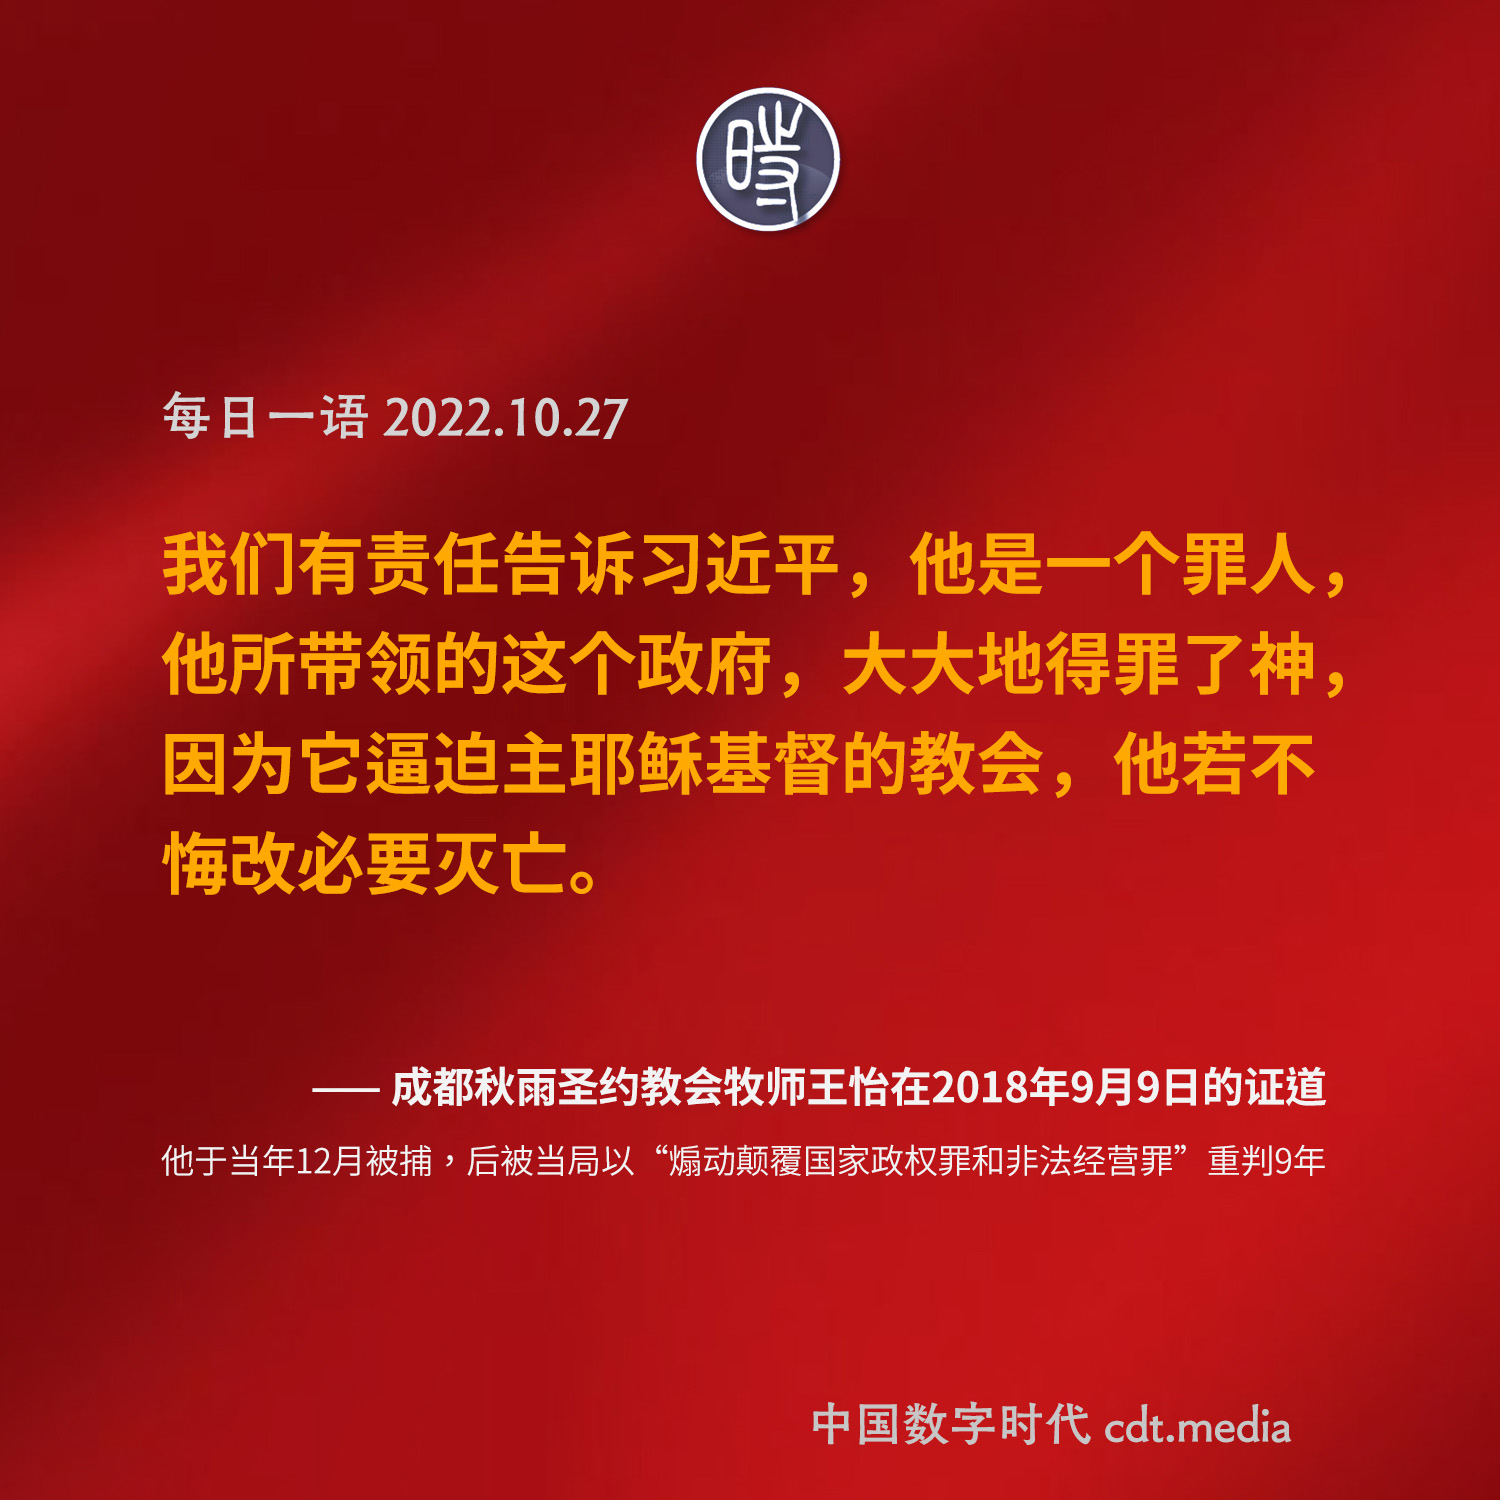 時
每日一语 2022.10.27
我们有责任告诉习近平，他是一个罪人，
他所带领的这个政府，大大地得罪了神，
因为它逼迫主耶稣基督的教会，他若不
悔改必要灭亡。
—— 成都秋雨圣约教会牧师王怡在2018年9月9日的证道
他于当年12月被捕，后被当局以“煽动颠覆国家政权罪和非法经营罪”重判9年
中国数字时代 cdt.media